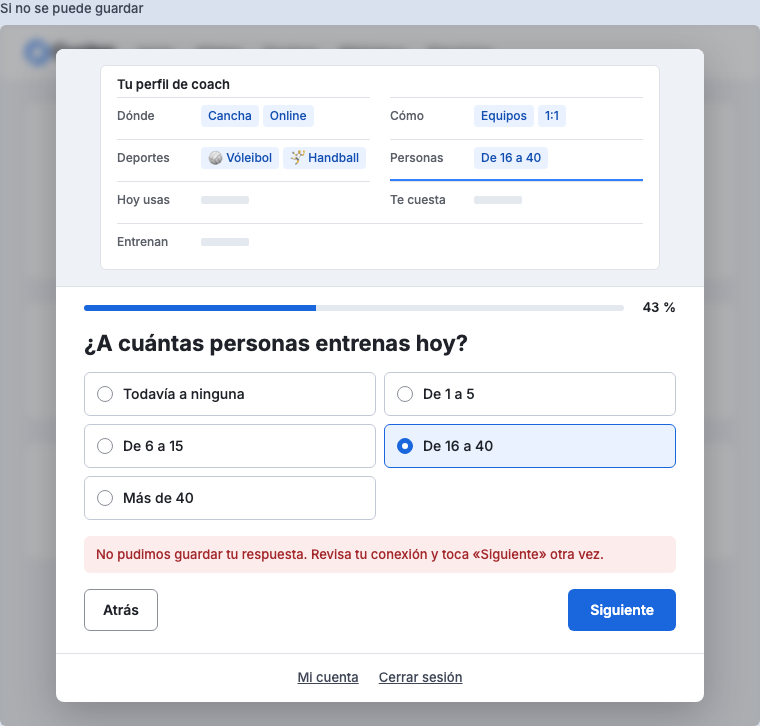 Si no se puede guardar
Tu perfil de coach
Dónde Cancha Online
Cómo Equipos 1:1
Deportes Vóleibol Handball
Personas De 16 a 40
Hoy usas
Te cuesta
Entrenan
43 %
¿A cuántas personas entrenas hoy?
Todavía a ninguna
De 1 a 5
De 6 a 15
De 16 a 40
Más de 40
No pudimos guardar tu respuesta. Revisa tu conexión y toca «Siguiente» otra vez.
Atrás
Siguiente
Mi cuenta
Cerrar sesión